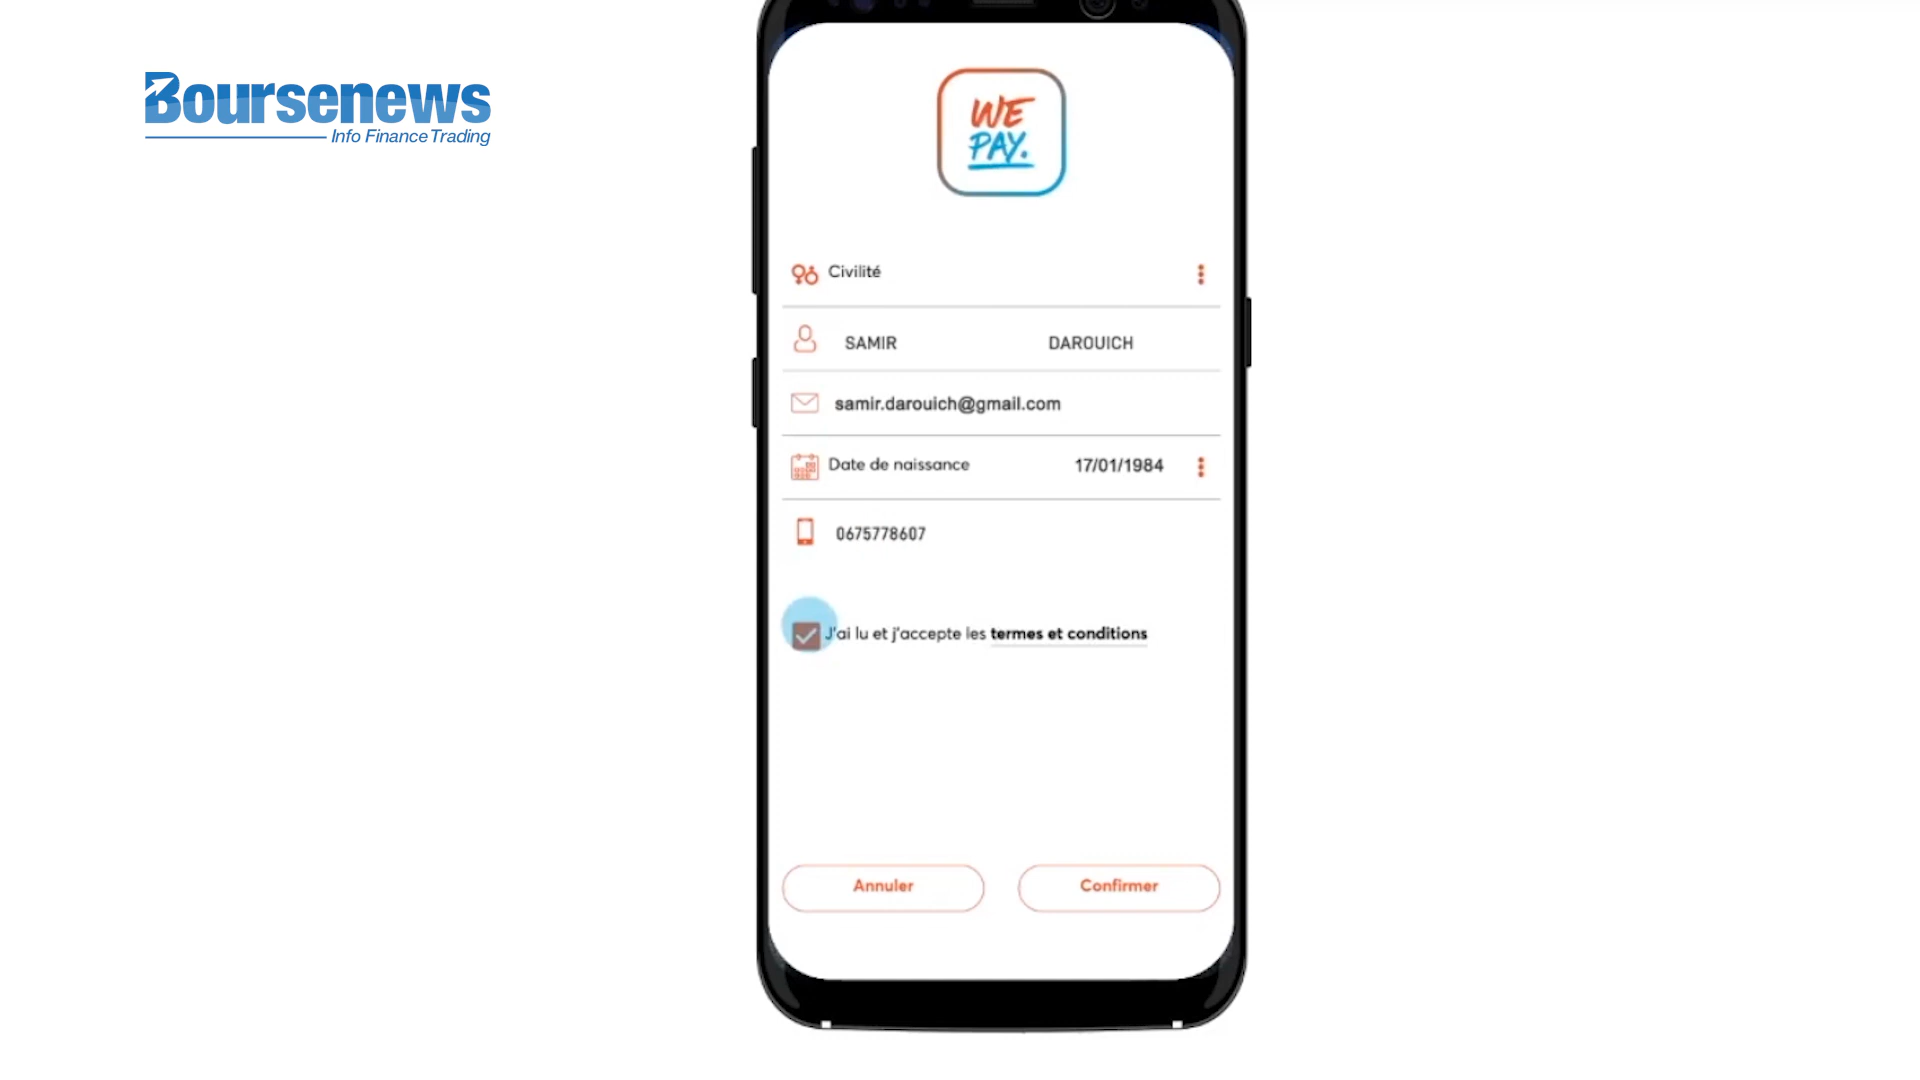 Boursenews
Info Finance Trading
WE
PAY.
Civilité
SAMIR DAROUICH
samir.darouich@gmail.com
Date de naissance 17/01/1984
0675778607
J'ai lu et j'accepte les termes et conditions
Annuler Confirmer